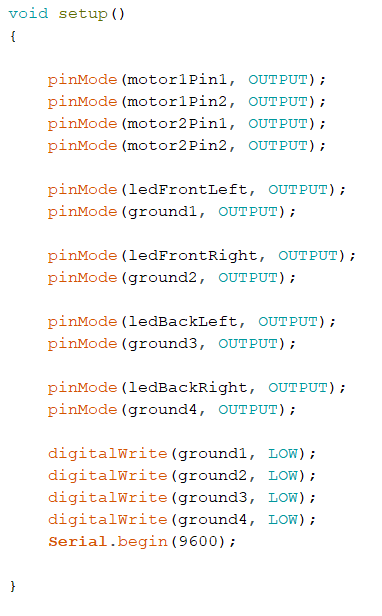 void setup()
{
pinMode(motor1Pin1, OUTPUT);
pinMode(motor1Pin2, OUTPUT);
pinMode(motor2Pin1, OUTPUT);
pinMode(motor2Pin2, OUTPUT);
pinMode(ledFrontLeft, OUTPUT);
pinMode(ground1, OUTPUT);
pinMode(ledFrontRight, OUTPUT);
pinMode(ground2, OUTPUT);
pinMode(ledBackLeft, OUTPUT);
pinMode(ground3, OUTPUT);
pinMode(ledBackRight, OUTPUT);
pinMode(ground4, OUTPUT);
digitalWrite(ground1, LOW);
digitalWrite(ground2, LOW);
digitalWrite(ground3, LOW);
digitalWrite(ground4, LOW);
Serial.begin(9600);
}